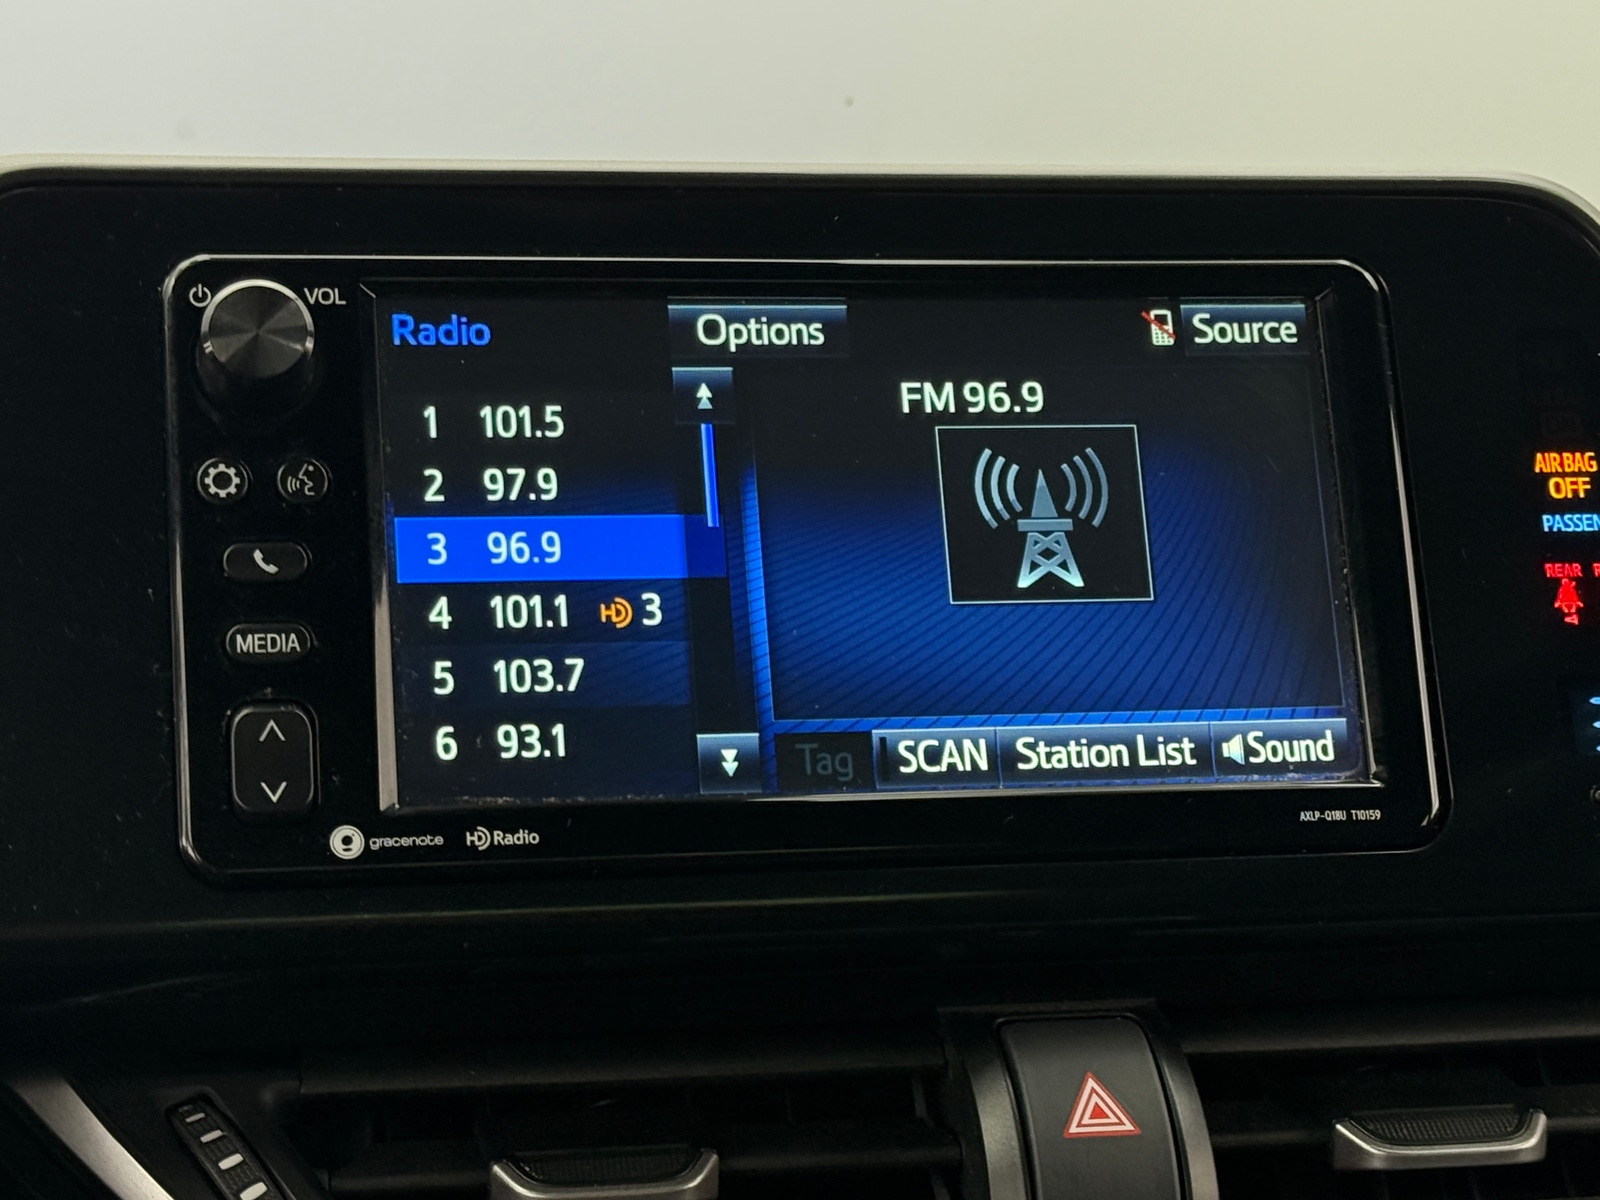 VOL
Radio
Options
Source
1 101.5
2 97.9
3 96.9
4 101.1 HD 3
5 103.7
6 93.1
FM 96.9
Tag
SCAN
Station List
Sound
MEDIA
gracenote
HD Radio
AXLP-Q18U T10159
AIR BAG
OFF
PASSEN
REAR R